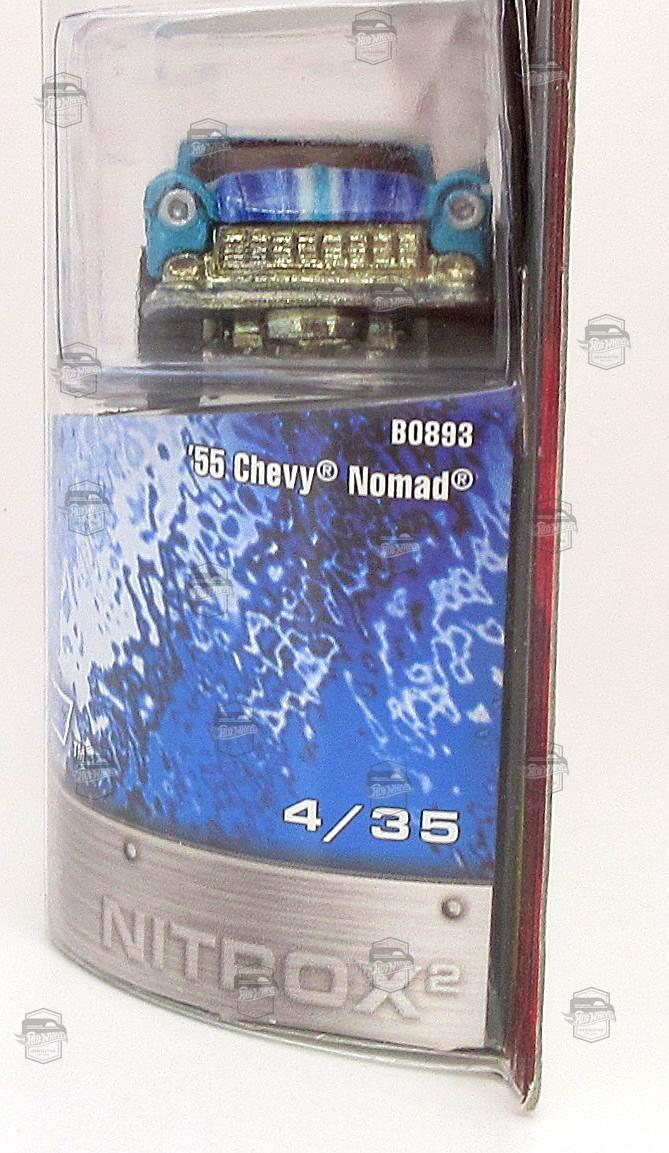 B0893
'55 Chevy® Nomad®
4/35
NITROX²